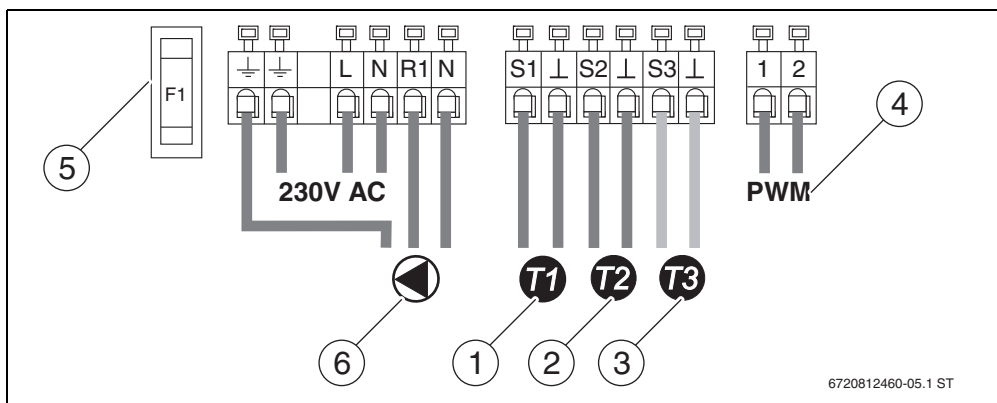 F1
⏚ ⏚ L N R1 N
S1 ⊥ S2 ⊥ S3 ⊥
1 2
230V AC
PWM
T1 T2 T3
5
4
6
1
2
3
6720812460-05.1 ST